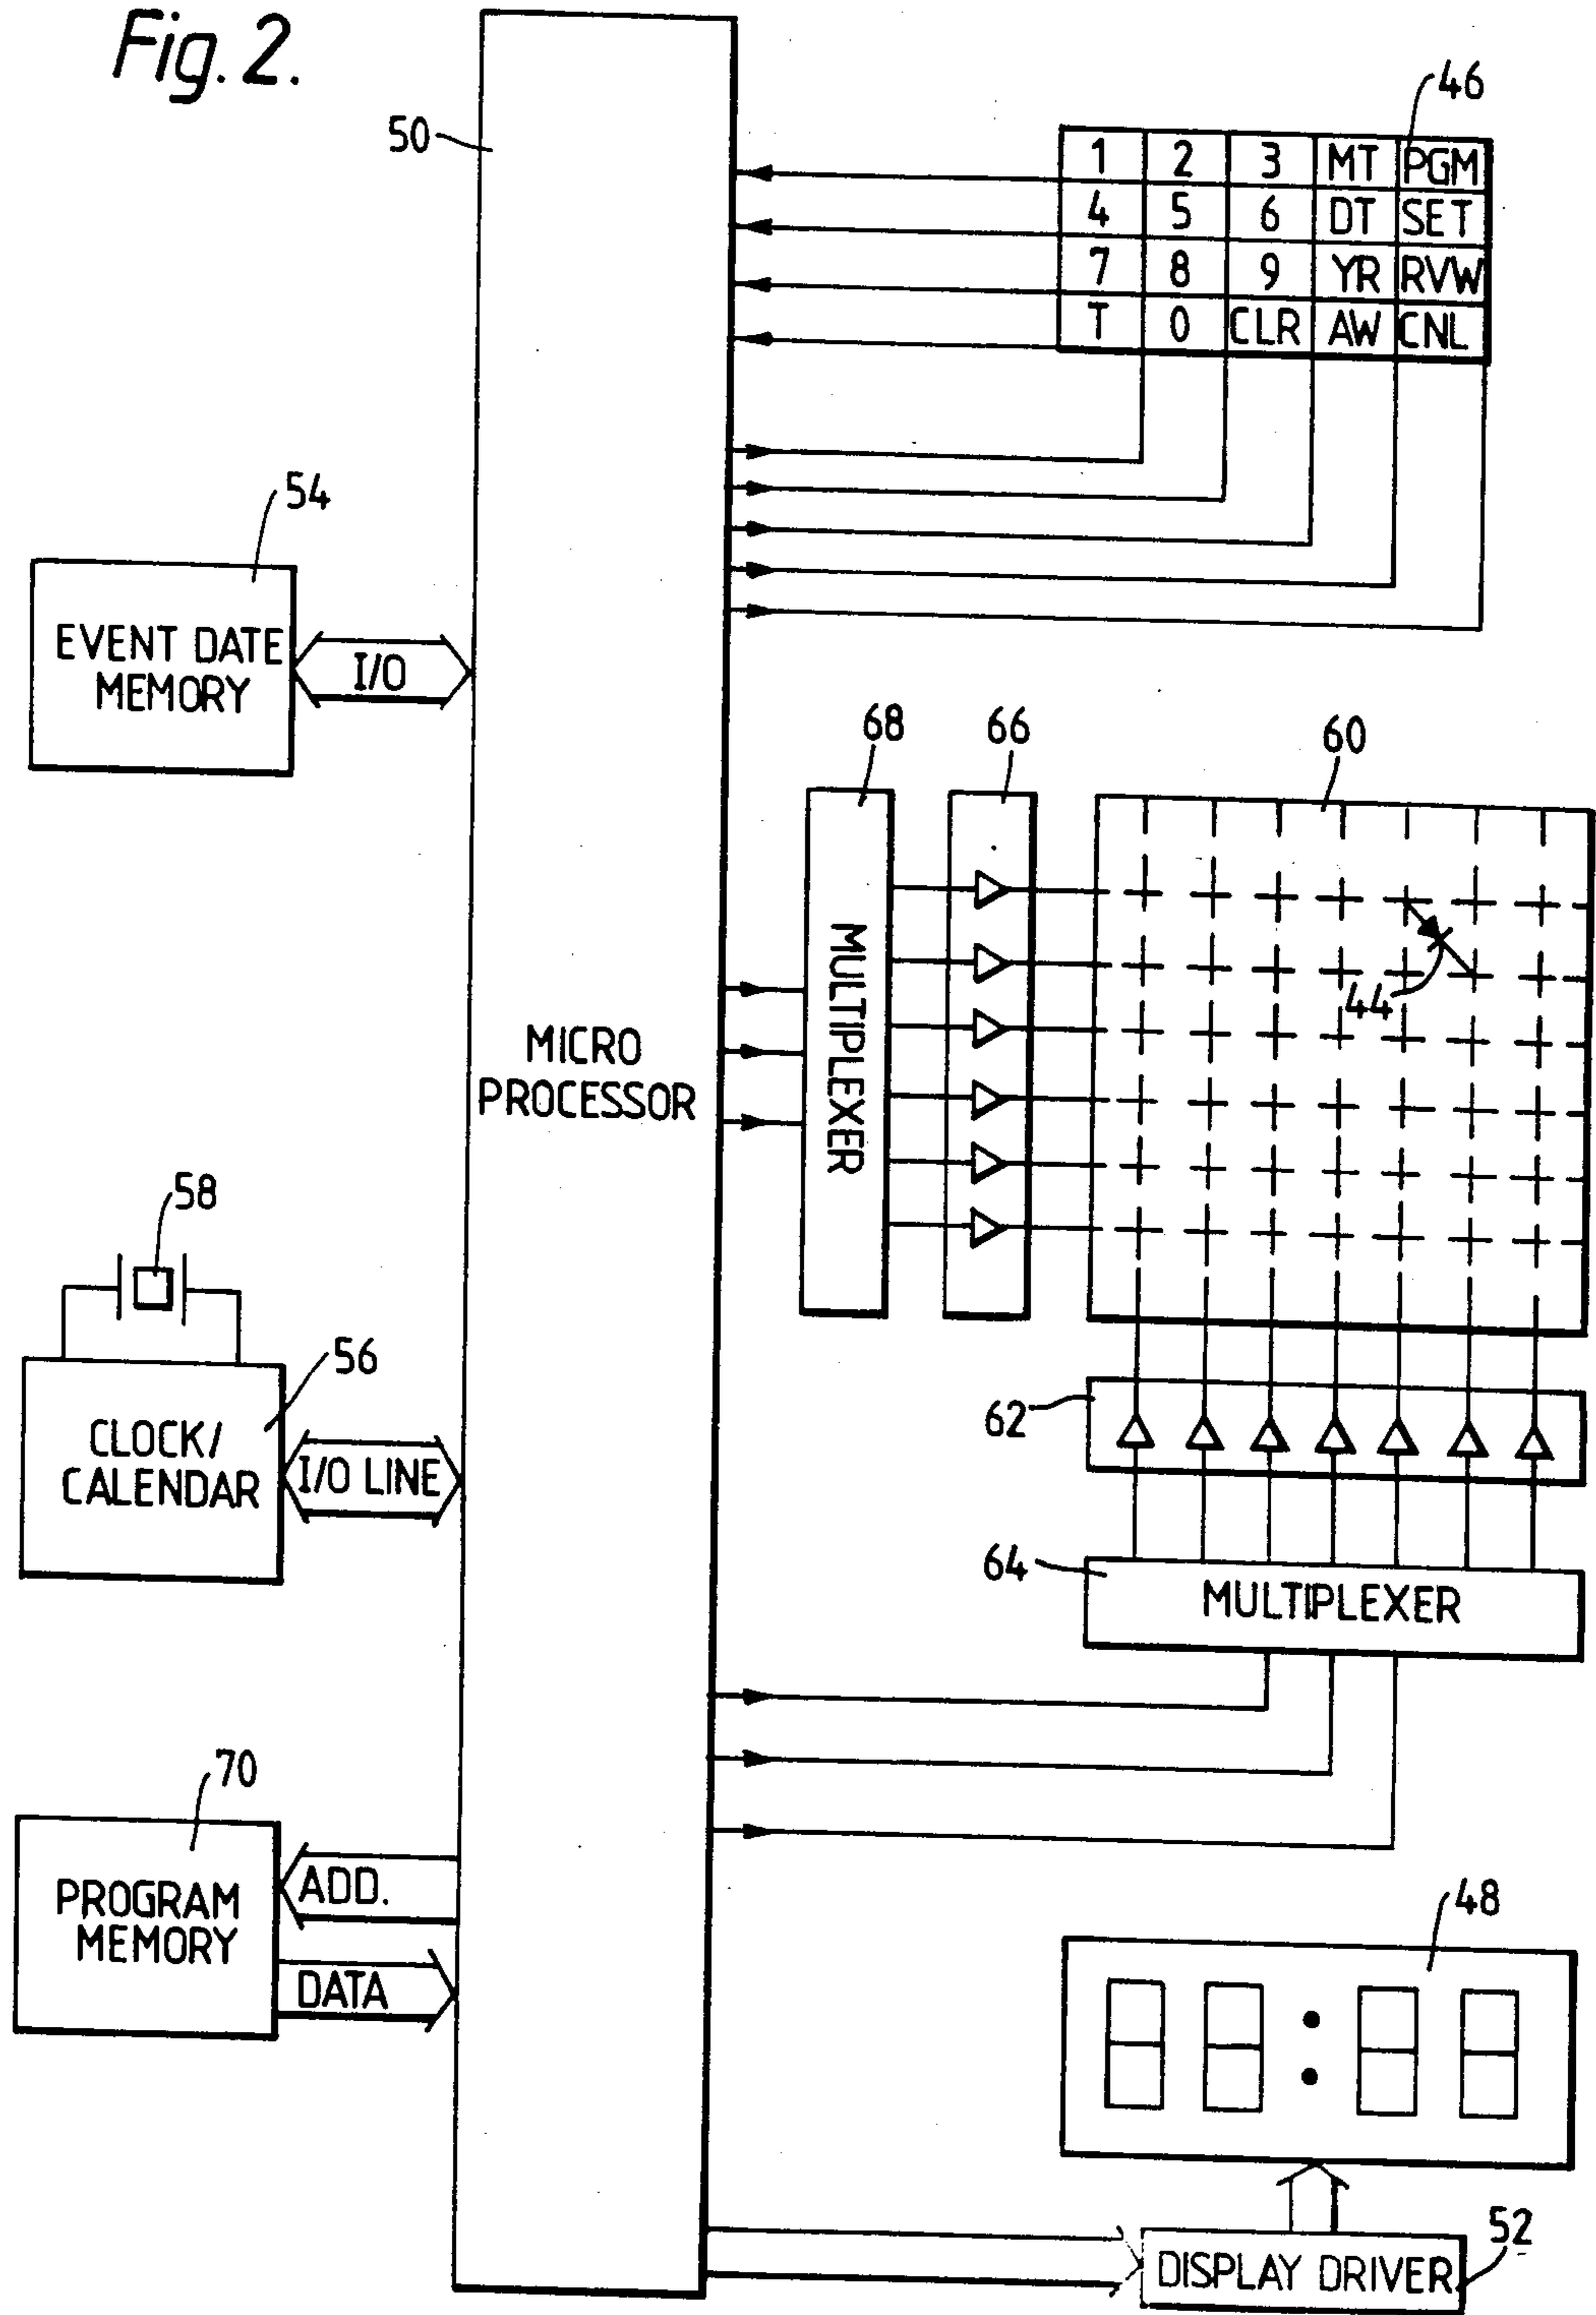 Fig. 2.
46
50
1 2 3 MT PGM
4 5 6 DT SET
7 8 9 YR RVW
T 0 CLR AW CNL
54
EVENT DATE
MEMORY
I/O
68
66
60
44
MULTIPLEXER
MICRO
PROCESSOR
58
56
CLOCK/
CALENDAR
I/O LINE
62
64
MULTIPLEXER
70
PROGRAM
MEMORY
ADD.
DATA
48
52
DISPLAY DRIVER